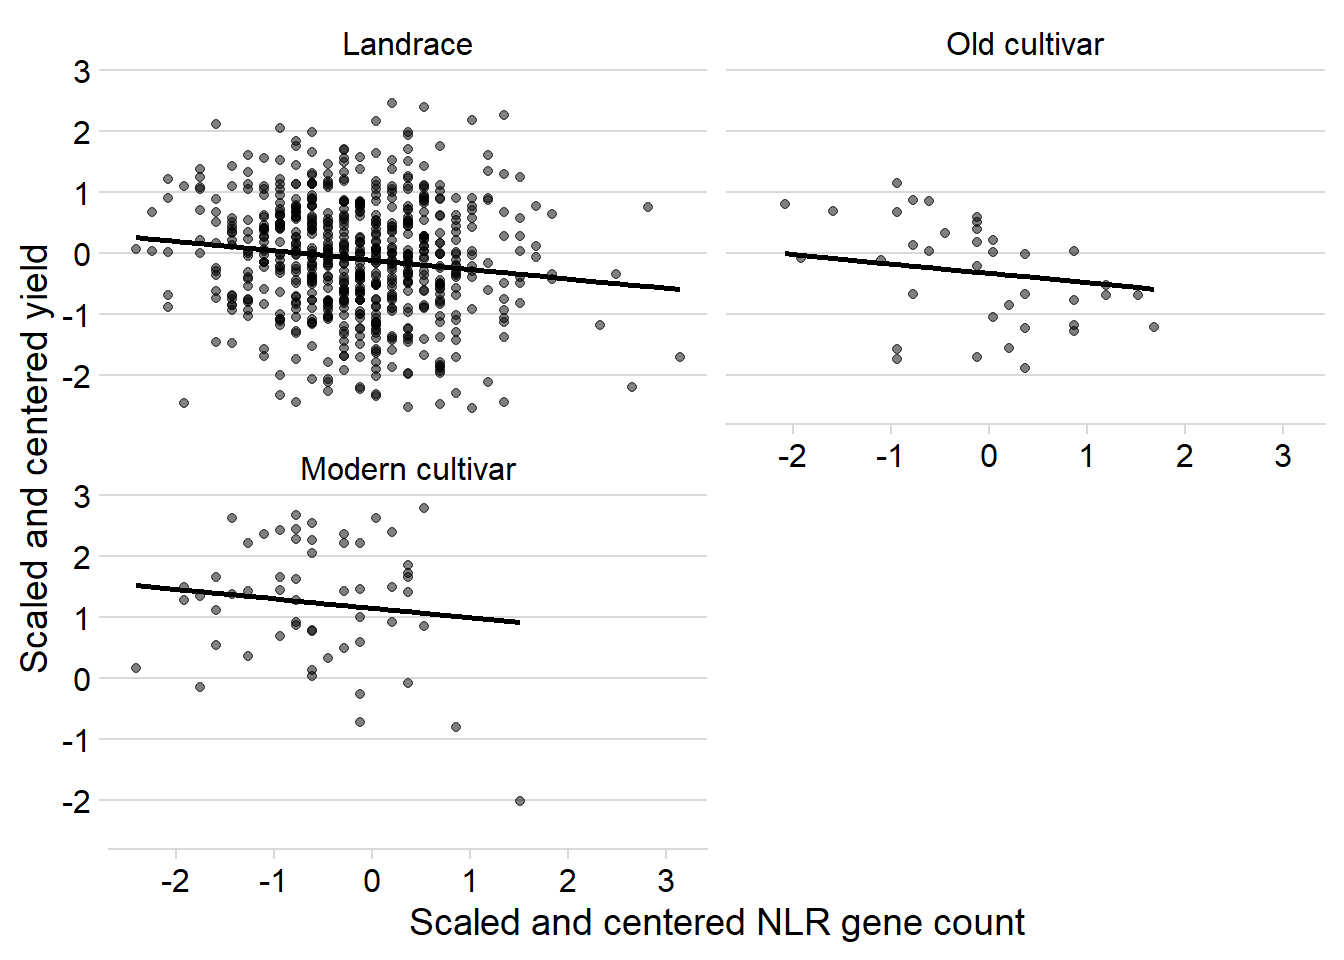 Landrace
Old cultivar
3
2
1
0
-1
-2
-2 -1 0 1 2 3
Modern cultivar
3
2
1
0
-1
-2
-2 -1 0 1 2 3
Scaled and centered yield
Scaled and centered NLR gene count